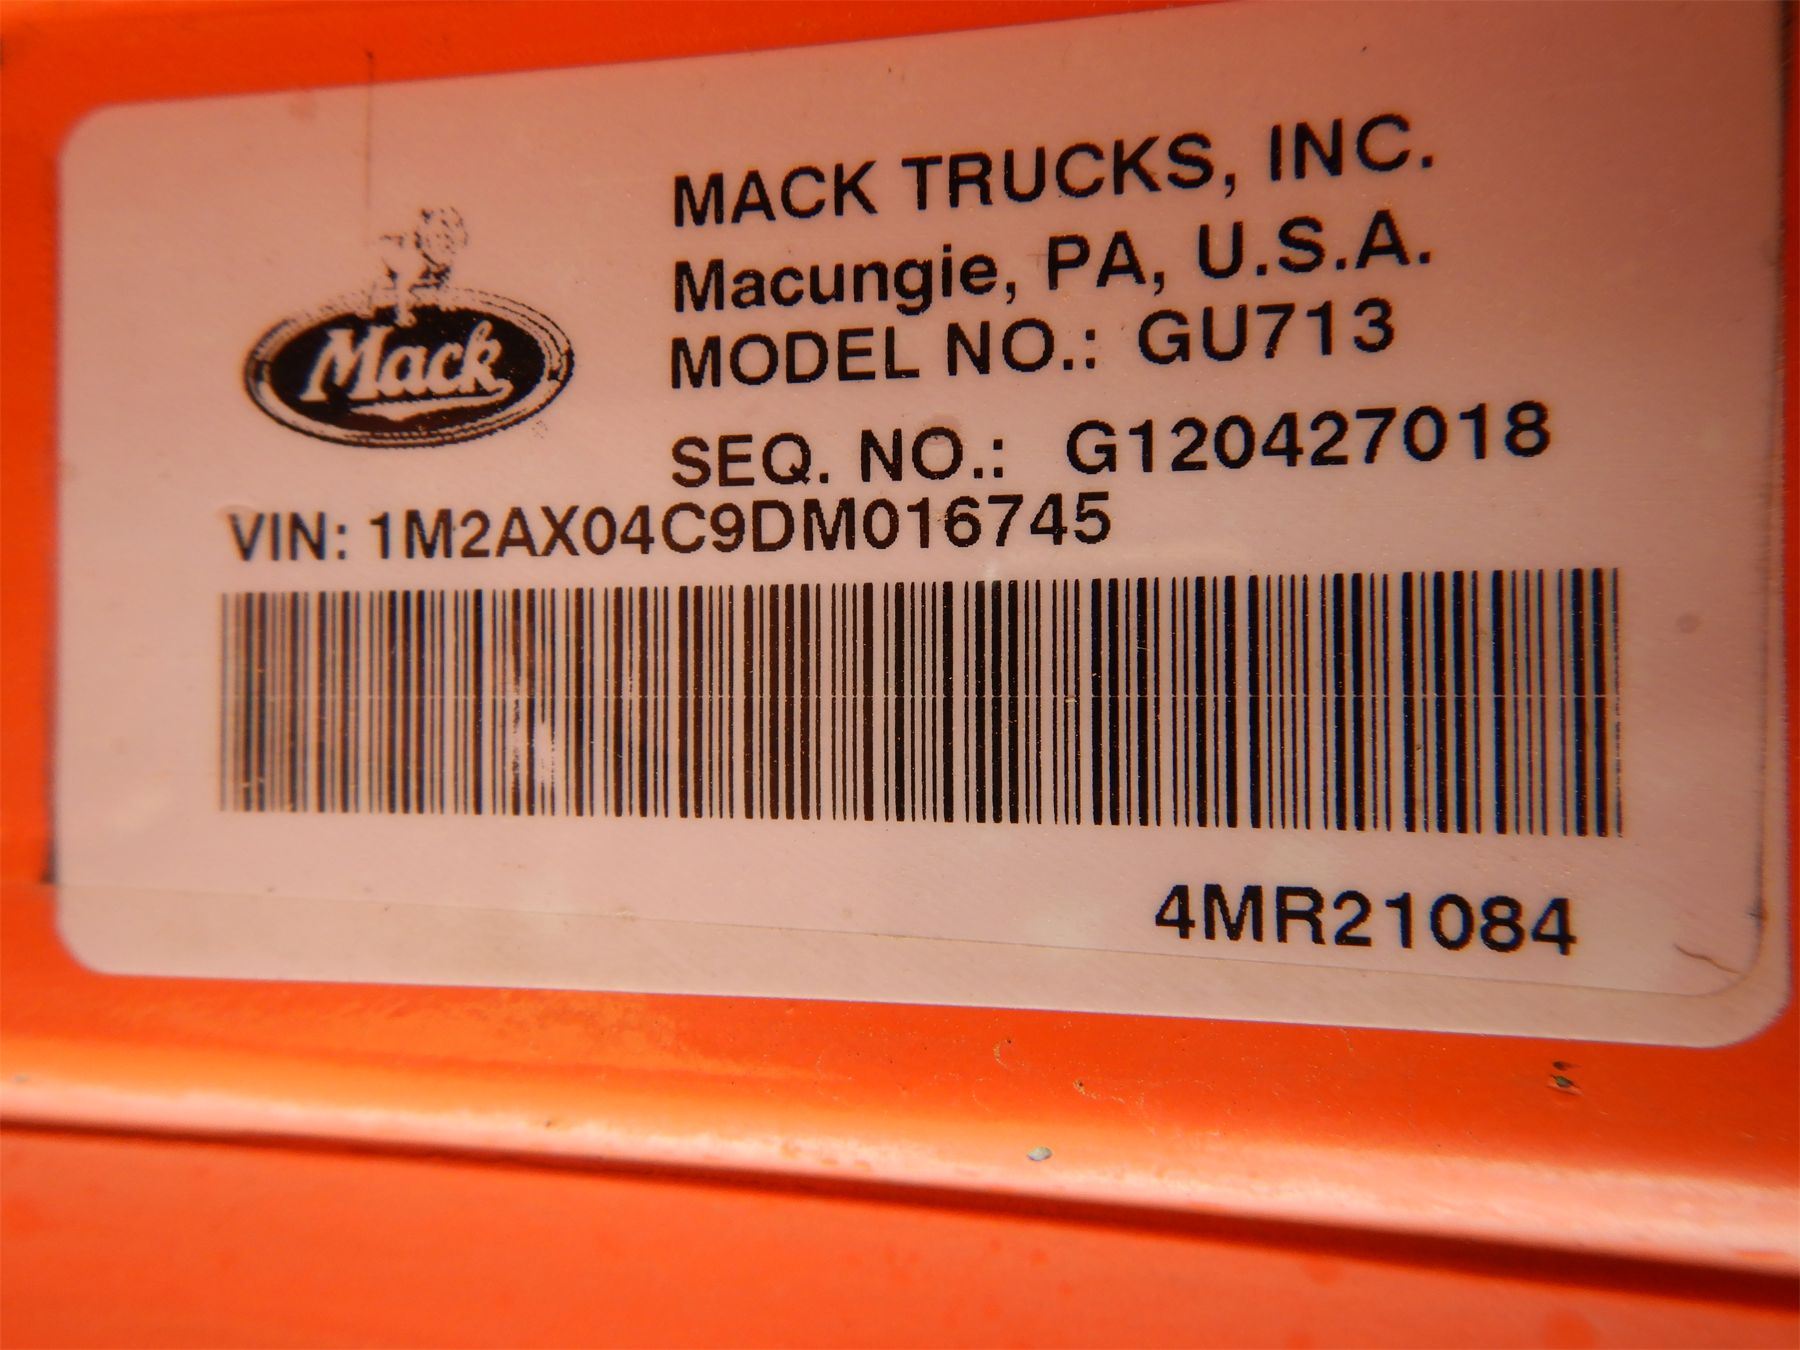 MACK TRUCKS, INC.
Macungie, PA, U.S.A.
MODEL NO.: GU713
SEQ. NO.: G120427018
Mack
VIN: 1M2AX04C9DM016745
4MR21084